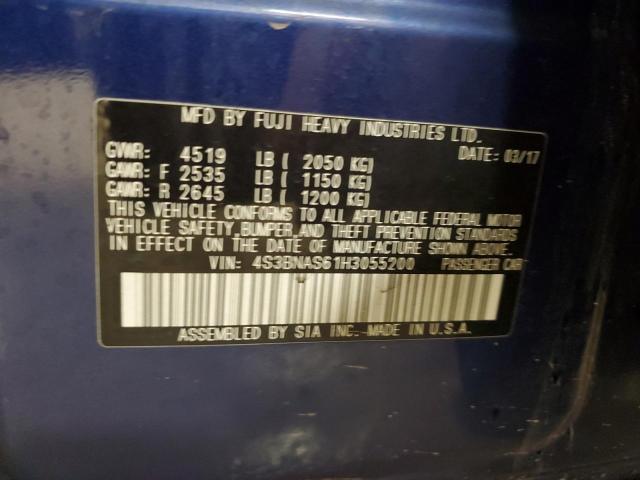 MFD BY FUJI HEAVY INDUSTRIES LTD.
GVWR: 4519 LB ( 2050 KG) DATE: 03/17
GAWR: F 2535 LB ( 1150 KG)
GAWR: R 2645 LB ( 1200 KG)
THIS VEHICLE CONFORMS TO ALL APPLICABLE FEDERAL MOTOR
VEHICLE SAFETY, BUMPER, AND THEFT PREVENTION STANDARDS
IN EFFECT ON THE DATE OF MANUFACTURE SHOWN ABOVE.
VIN: 4S3BNAS61H3055200 PASSENGER CAR
ASSEMBLED BY SIA INC.-MADE IN U.S.A.